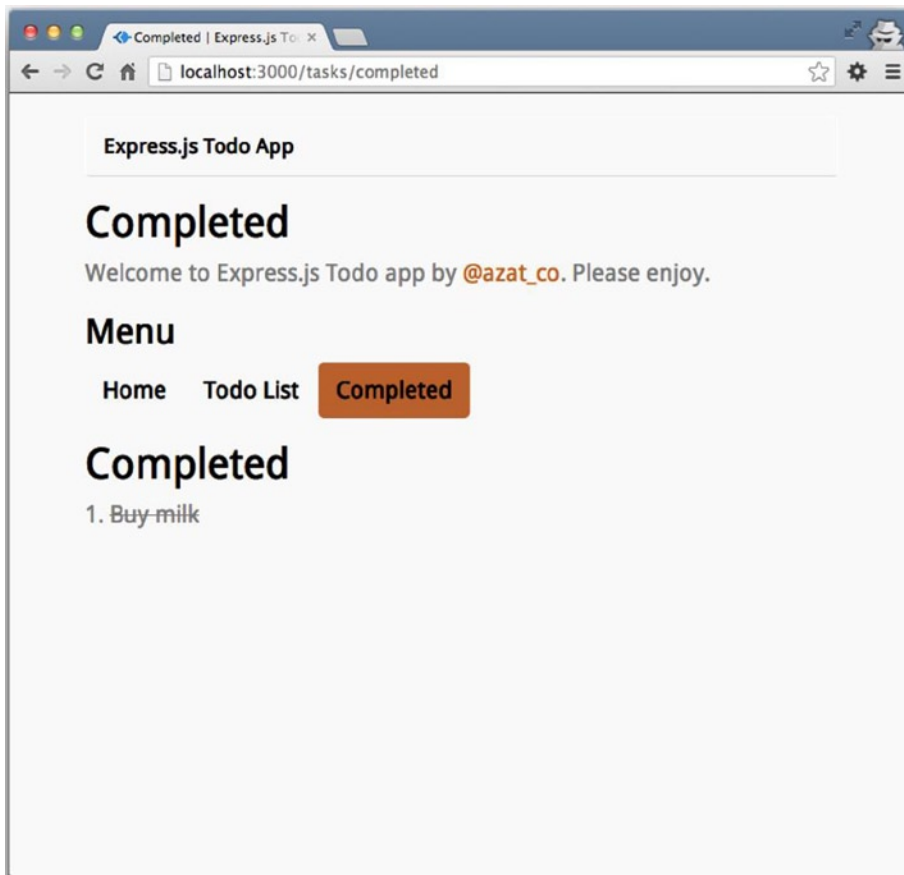 Completed | Express.js To
localhost:3000/tasks/completed
Express.js Todo App
Completed
Welcome to Express.js Todo app by @azat_co. Please enjoy.
Menu
Home Todo List Completed
Completed
1. Buy milk